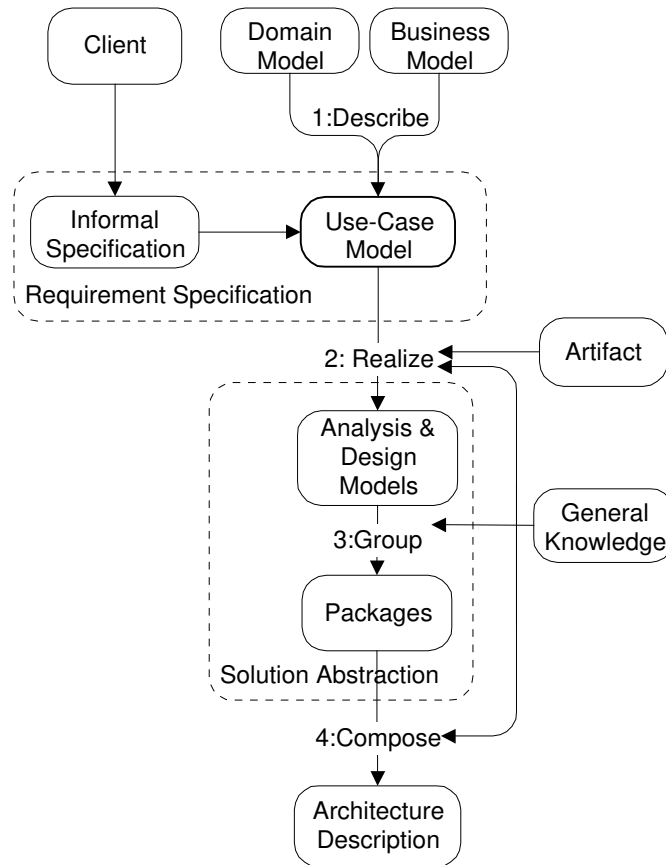 Client
Domain
Model
Business
Model
1:Describe
Informal
Specification
Use-Case
Model
Requirement Specification
2: Realize
Artifact
Analysis &
Design
Models
3:Group
General
Knowledge
Packages
Solution Abstraction
4:Compose
Architecture
Description